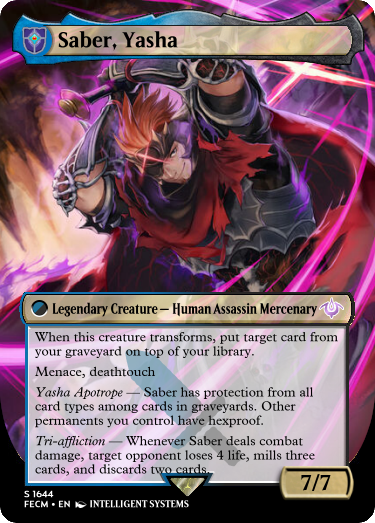 Saber, Yasha
Legendary Creature — Human Assassin Mercenary
When this creature transforms, put target card from
your graveyard on top of your library.
Menace, deathtouch
Yasha Apotrope — Saber has protection from all
card types among cards in graveyards. Other
permanents you control have hexproof.
Tri-affliction — Whenever Saber deals combat
damage, target opponent loses 4 life, mills three
cards, and discards two cards.
7/7
S 1644
FECM • EN INTELLIGENT SYSTEMS